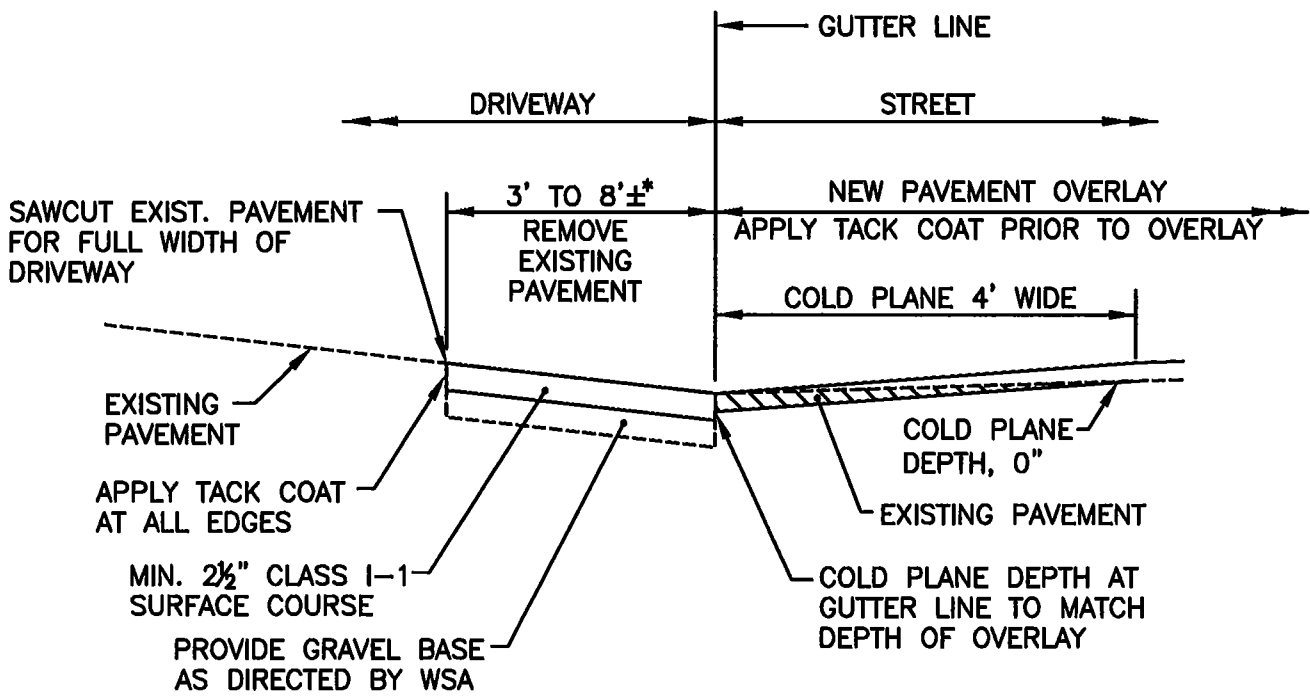 GUTTER LINE
DRIVEWAY
STREET
3' TO 8'±*
REMOVE
EXISTING
PAVEMENT
NEW PAVEMENT OVERLAY
APPLY TACK COAT PRIOR TO OVERLAY
SAWCUT EXIST. PAVEMENT
FOR FULL WIDTH OF
DRIVEWAY
COLD PLANE 4' WIDE
EXISTING
PAVEMENT
COLD PLANE
DEPTH, 0"
APPLY TACK COAT
AT ALL EDGES
EXISTING PAVEMENT
MIN. 2½" CLASS I-1
SURFACE COURSE
COLD PLANE DEPTH AT
GUTTER LINE TO MATCH
DEPTH OF OVERLAY
PROVIDE GRAVEL BASE
AS DIRECTED BY WSA